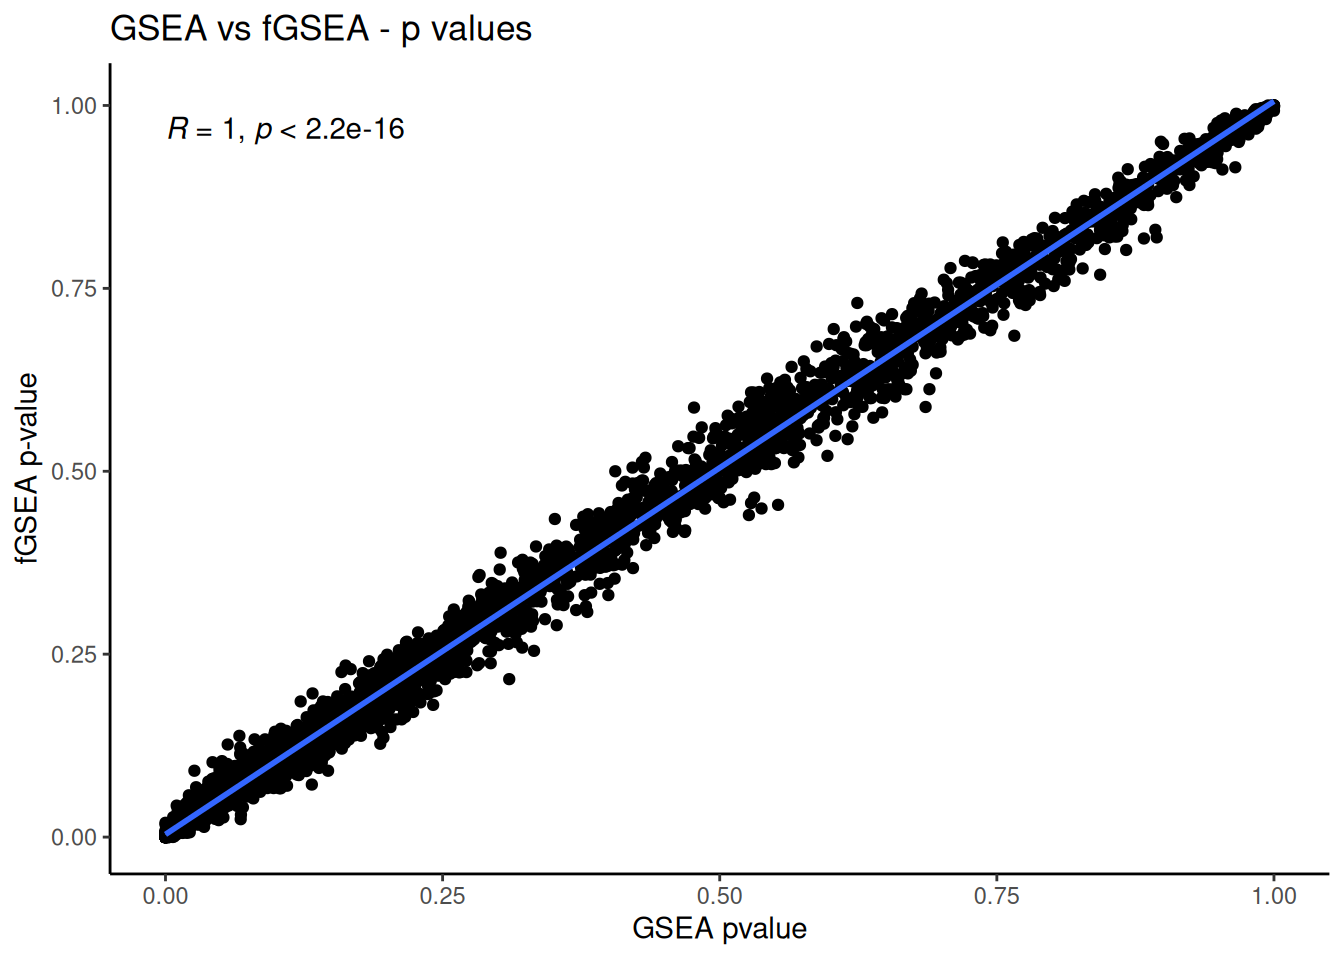 GSEA vs fGSEA - p values
R = 1, p < 2.2e-16
1.00
0.75
0.50
0.25
0.00
fGSEA p-value
0.00 0.25 0.50 0.75 1.00
GSEA pvalue